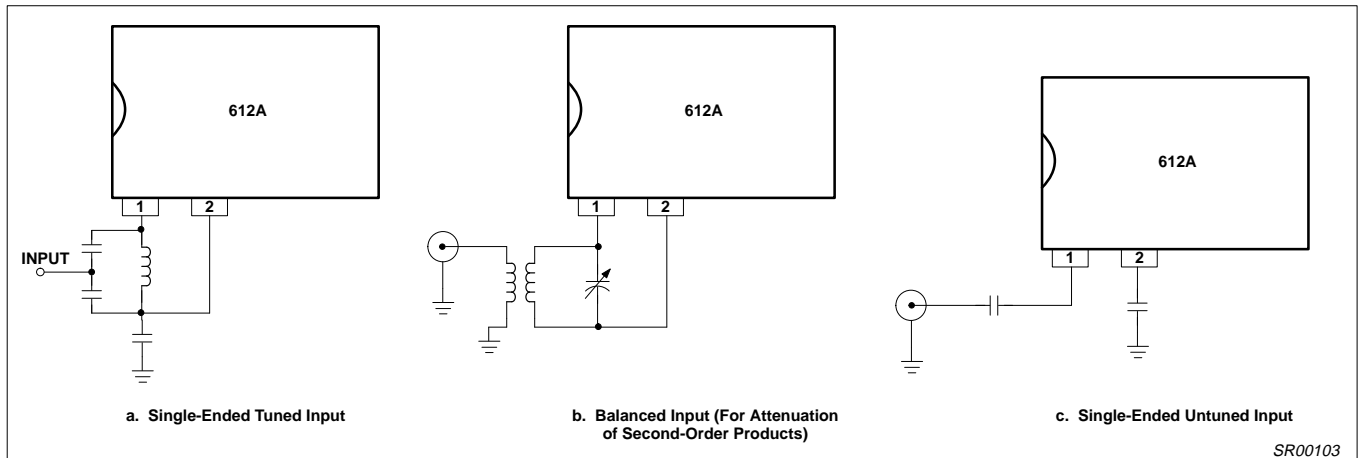 612A
1 2
INPUT
a. Single-Ended Tuned Input
612A
1 2
b. Balanced Input (For Attenuation
of Second-Order Products)
612A
1 2
c. Single-Ended Untuned Input
SR00103